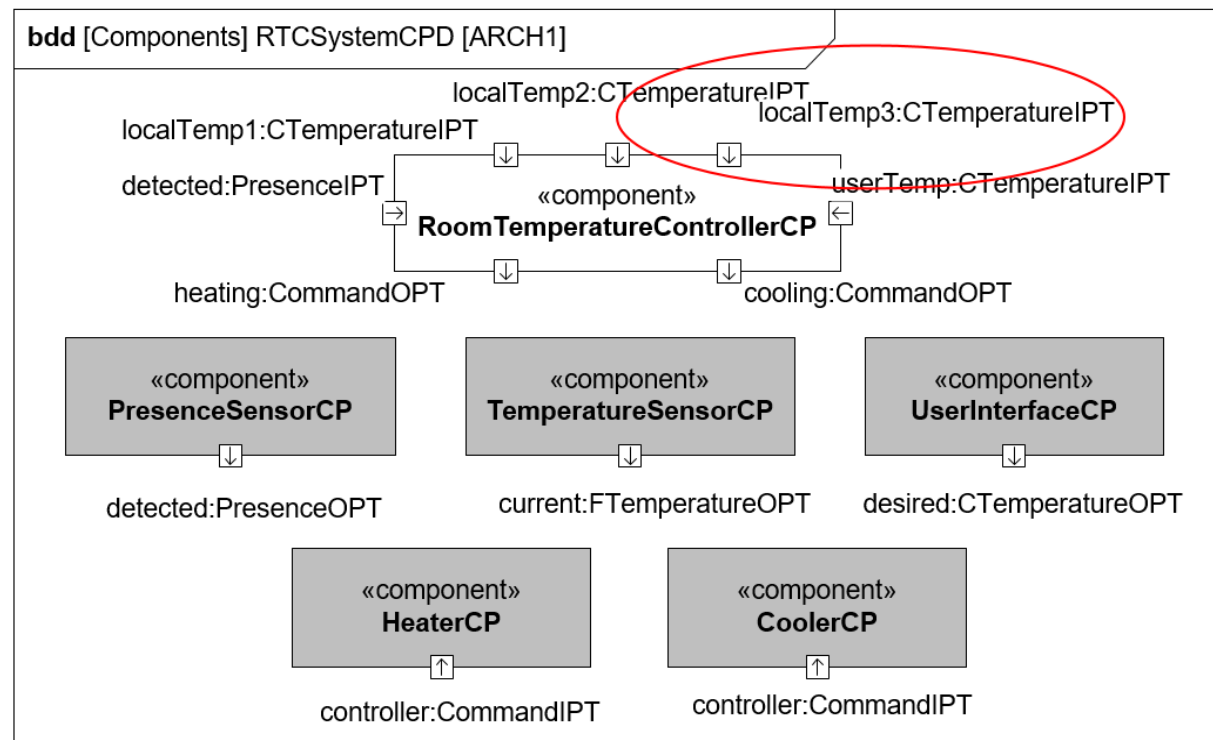 bdd [Components] RTCSystemCPD [ARCH1]
localTemp2:CTemperatureIPT
localTemp3:CTemperatureIPT
localTemp1:CTemperatureIPT
detected:PresenceIPT
userTemp:CTemperatureIPT
«component»
RoomTemperatureControllerCP
heating:CommandOPT
cooling:CommandOPT
«component»
PresenceSensorCP
«component»
TemperatureSensorCP
«component»
UserInterfaceCP
detected:PresenceOPT
current:FTemperatureOPT
desired:CTemperatureOPT
«component»
HeaterCP
«component»
CoolerCP
controller:CommandIPT
controller:CommandIPT